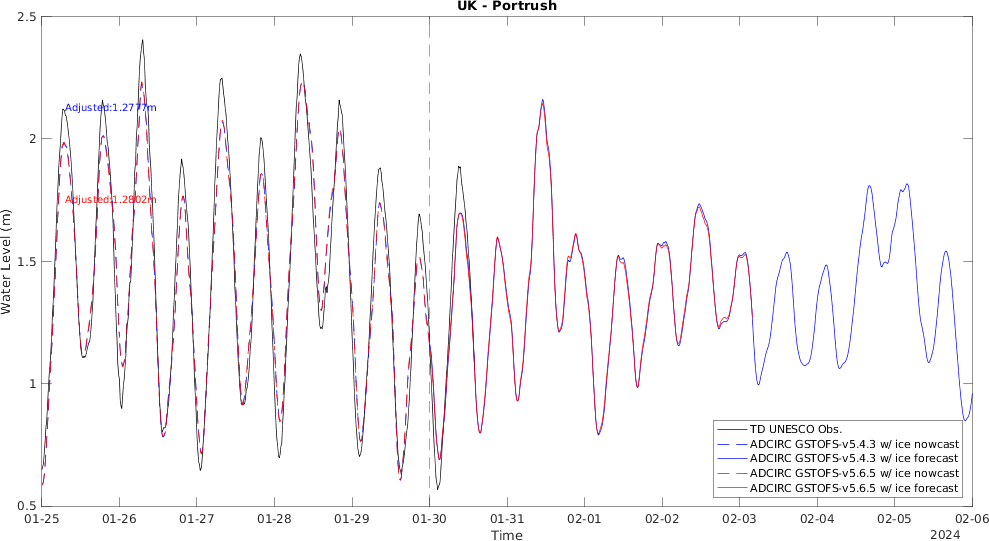 UK - Portrush
2.5
2
1.5
1
0.5
Water Level (m)
Adjusted:1.2777m
Adjusted:1.2802m
TD UNESCO Obs.
ADCIRC GSTOFS-v5.4.3 w/ ice nowcast
ADCIRC GSTOFS-v5.4.3 w/ ice forecast
ADCIRC GSTOFS-v5.6.5 w/ ice nowcast
ADCIRC GSTOFS-v5.6.5 w/ ice forecast
01-25 01-26 01-27 01-28 01-29 01-30 01-31 02-01 02-02 02-03 02-04 02-05 02-06
Time
2024